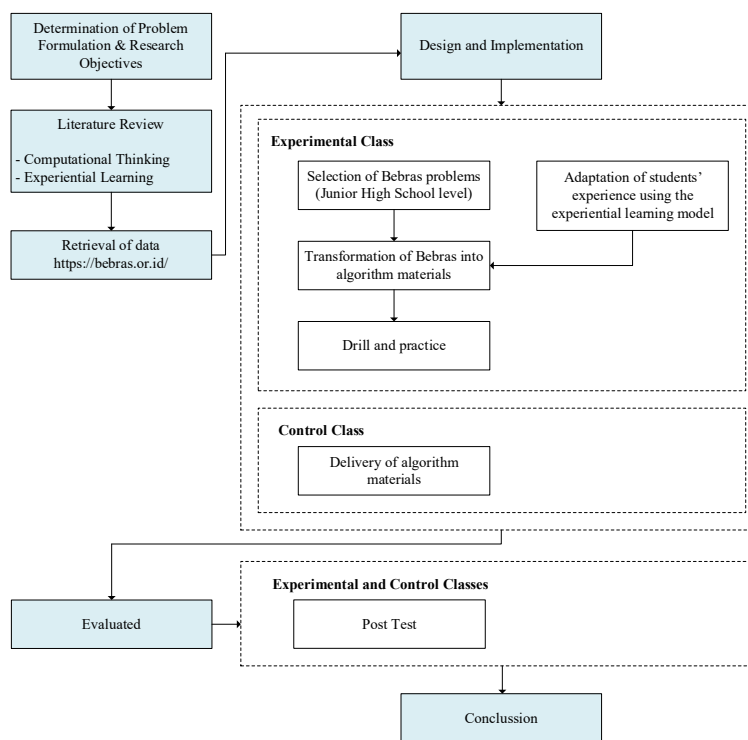 Determination of Problem
Formulation & Research
Objectives
Literature Review
- Computational Thinking
- Experiential Learning
Retrieval of data
https://bebras.or.id/
Design and Implementation
Experimental Class
Selection of Bebras problems
(Junior High School level)
Adaptation of students’
experience using the
experiential learning model
Transformation of Bebras into
algorithm materials
Drill and practice
Control Class
Delivery of algorithm
materials
Evaluated
Experimental and Control Classes
Post Test
Conclussion